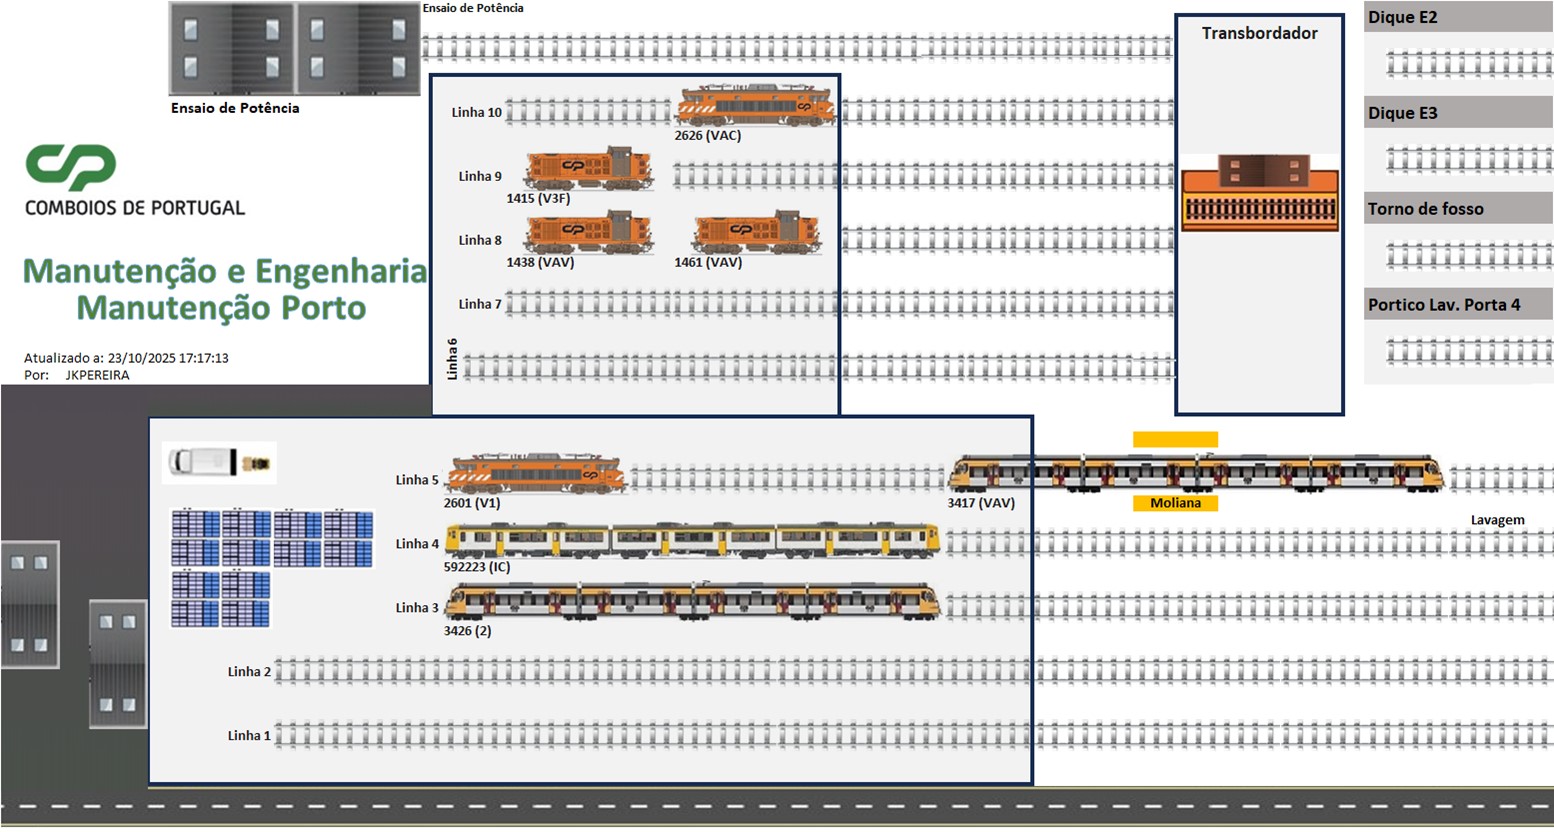 Ensaio de Potência
Ensaio de Potência
CP
COMBOIOS DE PORTUGAL
Manutenção e Engenharia
Manutenção Porto
Atualizado a: 23/10/2025 17:17:13
Por: JKPEREIRA
Linha 10
2626 (VAC)
Linha 9
1415 (V3F)
Linha 8
1438 (VAV)
1461 (VAV)
Linha 7
Linha 6
Transbordador
Dique E2
Dique E3
Torno de fosso
Portico Lav. Porta 4
Linha 5
2601 (V1)
3417 (VAV)
Moliana
Lavagem
Linha 4
592223 (IC)
Linha 3
3426 (2)
Linha 2
Linha 1